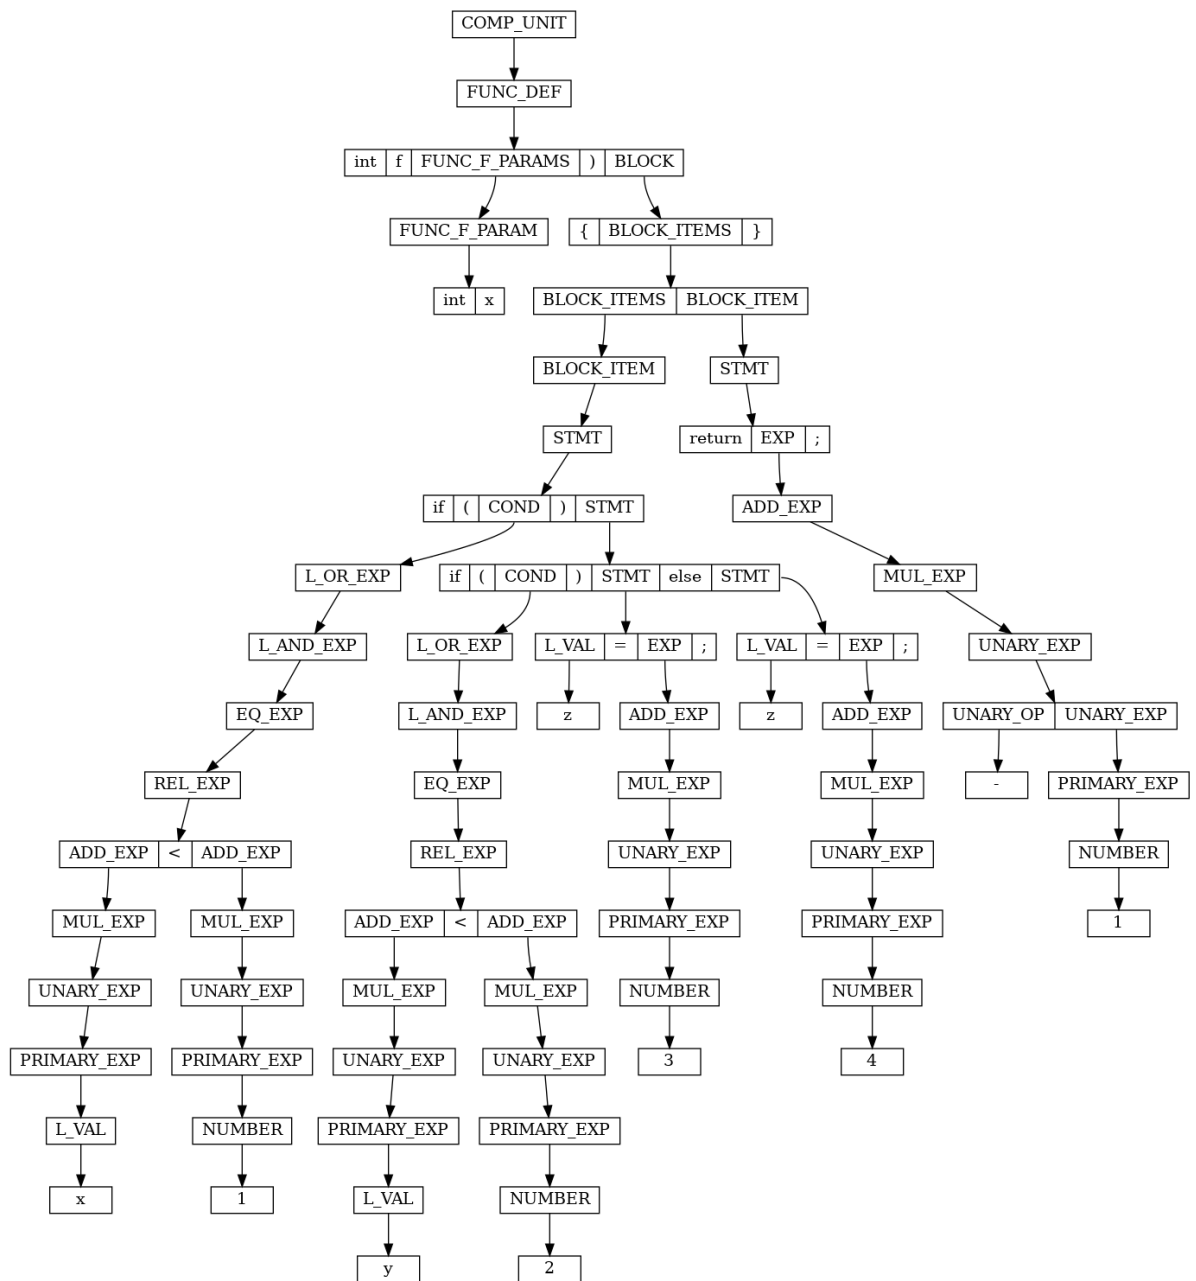 COMP_UNIT
FUNC_DEF
int f FUNC_F_PARAMS ) BLOCK
FUNC_F_PARAM { BLOCK_ITEMS }
int x BLOCK_ITEMS BLOCK_ITEM
BLOCK_ITEM STMT
STMT return EXP ;
if ( COND ) STMT ADD_EXP
L_OR_EXP if ( COND ) STMT else STMT MUL_EXP
L_AND_EXP L_OR_EXP L_VAL = EXP ; L_VAL = EXP ; UNARY_EXP
EQ_EXP L_AND_EXP z ADD_EXP z ADD_EXP UNARY_OP UNARY_EXP
REL_EXP EQ_EXP MUL_EXP MUL_EXP - PRIMARY_EXP
ADD_EXP < ADD_EXP REL_EXP UNARY_EXP UNARY_EXP NUMBER
MUL_EXP MUL_EXP ADD_EXP < ADD_EXP PRIMARY_EXP PRIMARY_EXP 1
UNARY_EXP UNARY_EXP MUL_EXP MUL_EXP NUMBER NUMBER
PRIMARY_EXP PRIMARY_EXP UNARY_EXP UNARY_EXP 3 4
L_VAL NUMBER PRIMARY_EXP PRIMARY_EXP
x 1 L_VAL NUMBER
y 2